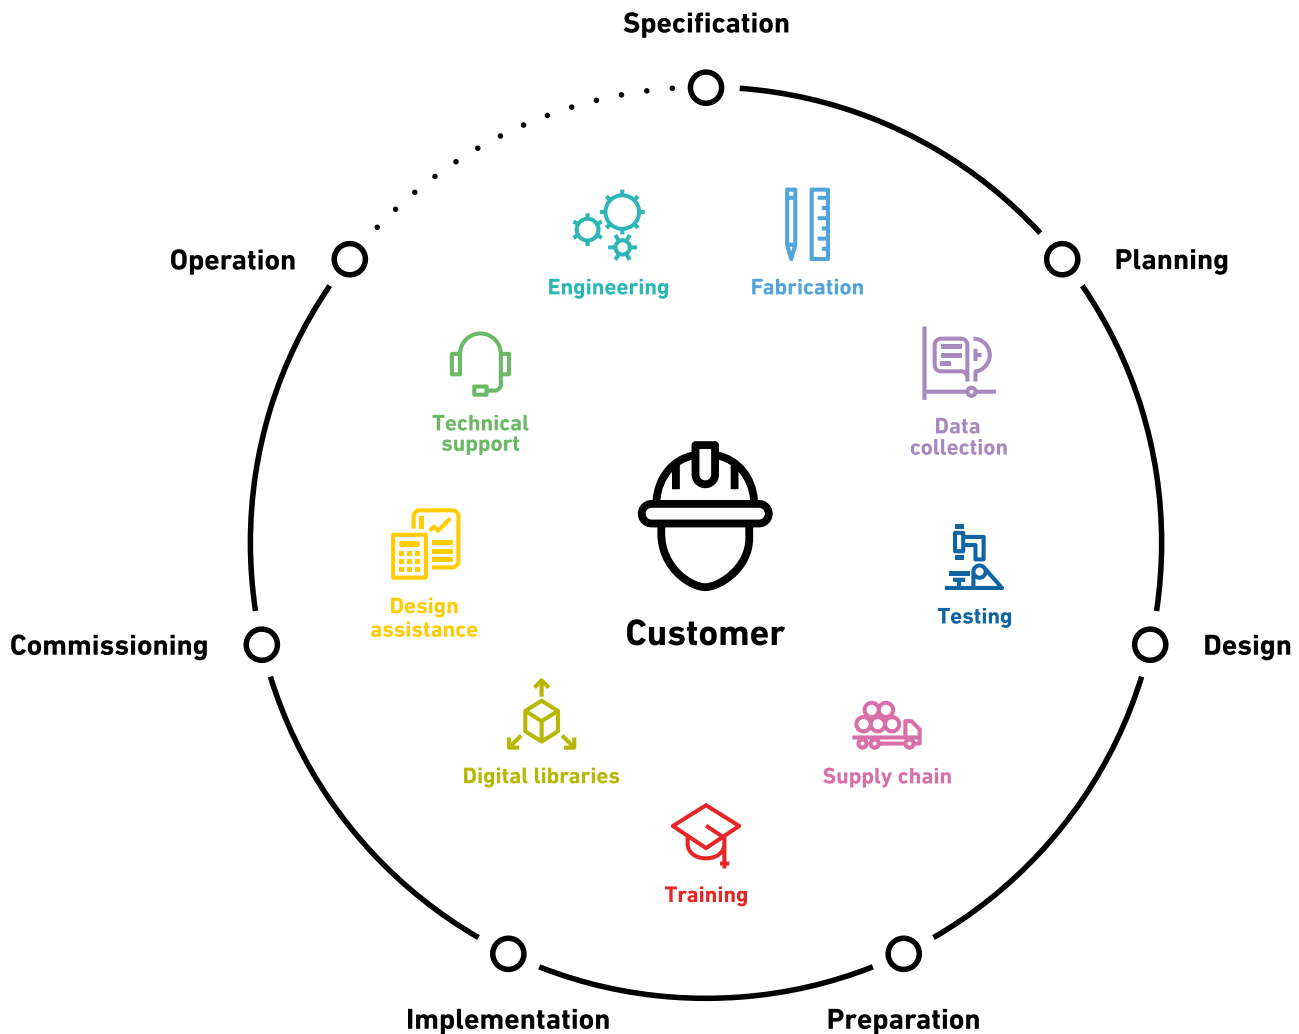 Specification
Operation
Planning
Engineering
Fabrication
Technical
support
Data
collection
Design
assistance
Testing
Customer
Commissioning
Design
Digital libraries
Supply chain
Training
Implementation
Preparation